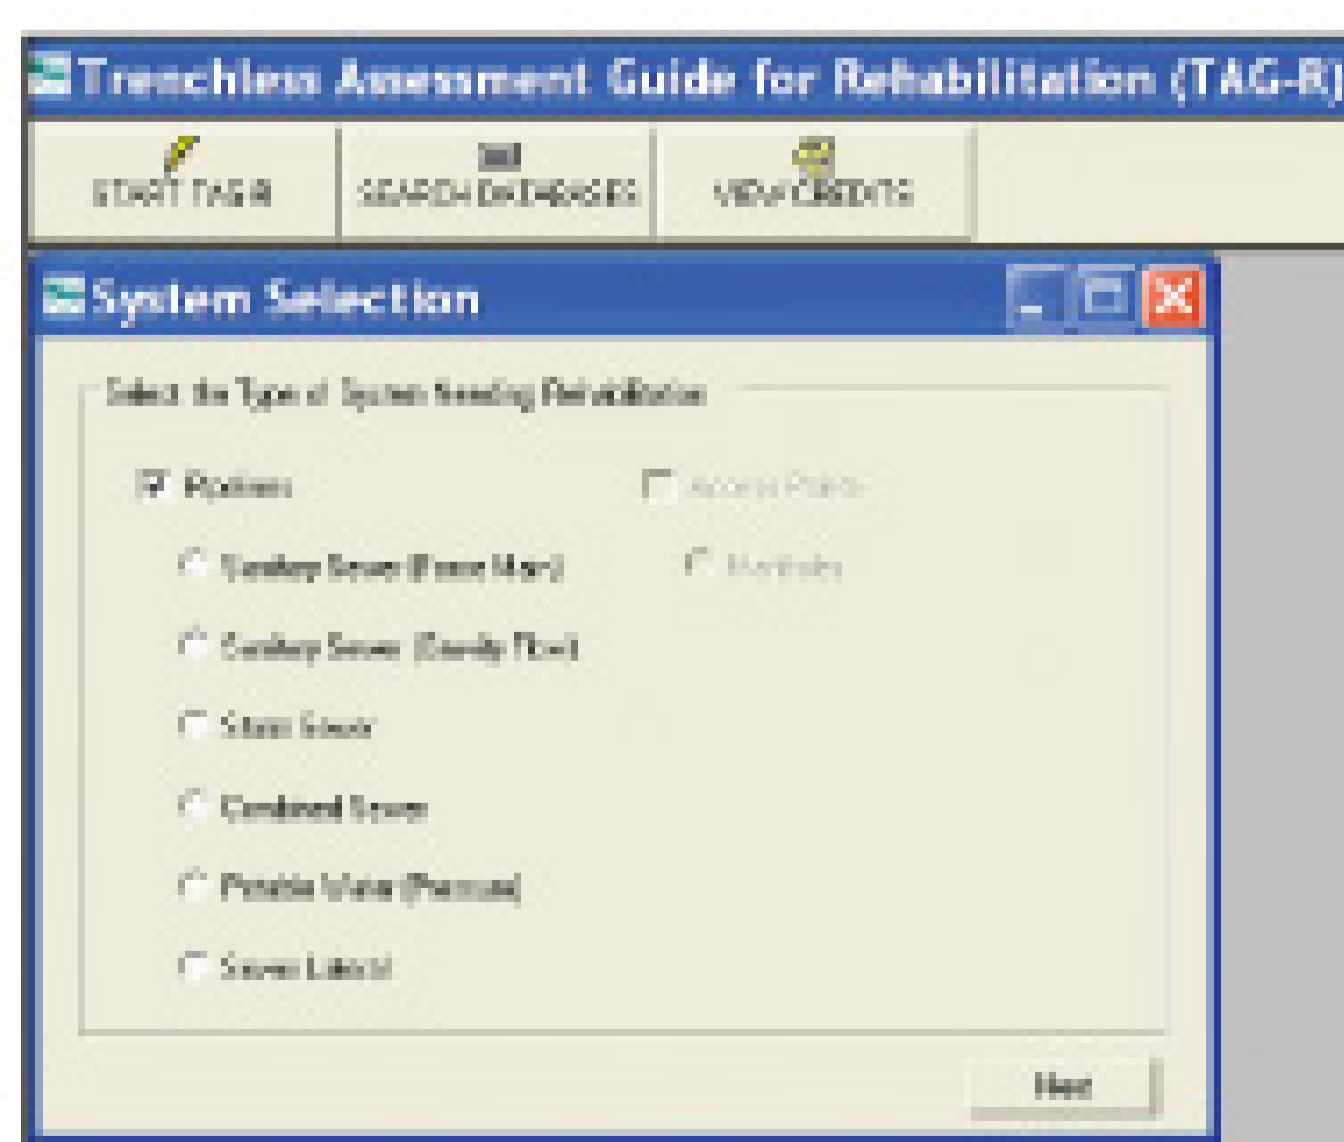 Trenchless Assessment Guide for Rehabilitation (TAG-R)
START TAG-R
SEARCH DATABASES
VIEW CREDITS
System Selection
Select the Type of System Needing Rehabilitation
Pipelines
Access Points
Sanitary Sewer (Force Main)
Manholes
Sanitary Sewer (Gravity Flow)
Storm Sewer
Combined Sewer
Potable Water (Pressure)
Sewer Lateral
Next